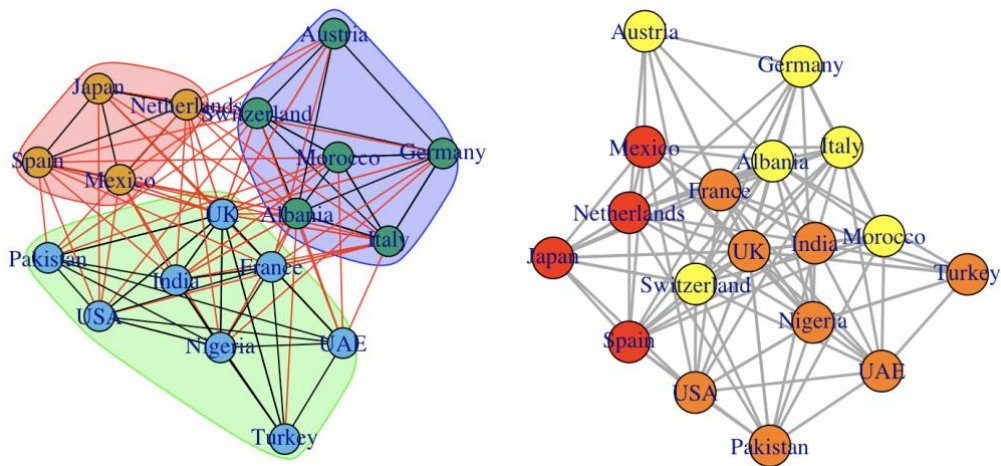 Austria
Japan
Netherlands
Switzerland
Spain
Mexico
Morocco
Germany
UK
Albania
Italy
Pakistan
India
France
USA
Nigeria
UAE
Turkey
Austria
Germany
Mexico
Albania
Italy
France
Netherlands
Japan
UK
India
Morocco
Switzerland
Turkey
Nigeria
Spain
USA
UAE
Pakistan